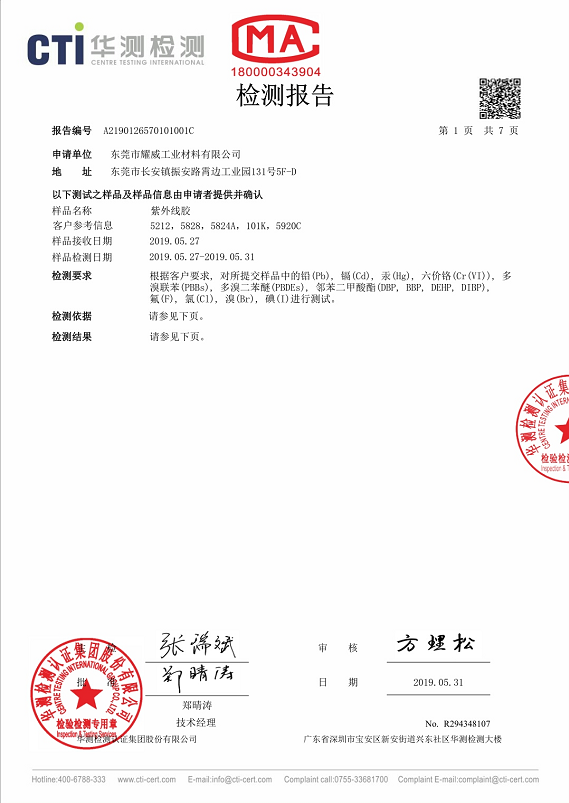 CTI 华测检测
CENTRE TESTING INTERNATIONAL
MA
180000343904
检测报告
报告编号 A2190126570101001C 第 1 页 共 7 页
申请单位 东莞市耀威工业材料有限公司
地 址 东莞市长安镇振安路霄边工业园131号5F-D
以下测试之样品及样品信息由申请者提供并确认
样品名称 紫外线胶
客户参考信息 5212, 5828, 5824A, 101K, 5920C
样品接收日期 2019.05.27
样品检测日期 2019.05.27-2019.05.31
检测要求 根据客户要求, 对所提交样品中的铅(Pb), 镉(Cd), 汞(Hg), 六价铬(Cr(VI)), 多
溴联苯(PBBs), 多溴二苯醚(PBDEs), 邻苯二甲酸酯(DBP, BBP, DEHP, DIBP),
氟(F), 氯(Cl), 溴(Br), 碘(I)进行测试。
检测依据 请参见下页。
检测结果 请参见下页。
华测检测认证集
CENTRE TESTING INTERN
检验检测
Inspection & Te
张瑞斌 审 核 方理松
郑晴涛 日 期 2019.05.31
郑晴涛
技术经理
No. R294348107
华测检测认证集团股份有限公司 广东省深圳市宝安区新安街道兴东社区华测检测大楼
华测检测认证集团股份有限公司
CENTRE TESTING INTERNATIONAL GROUP CO., LTD.
检验检测专用章
Inspection & Testing Services
Hotline:400-6788-333 www.cti-cert.com E-mail:info@cti-cert.com Complaint call:0755-33681700 Complaint E-mail:complaint@cti-cert.com